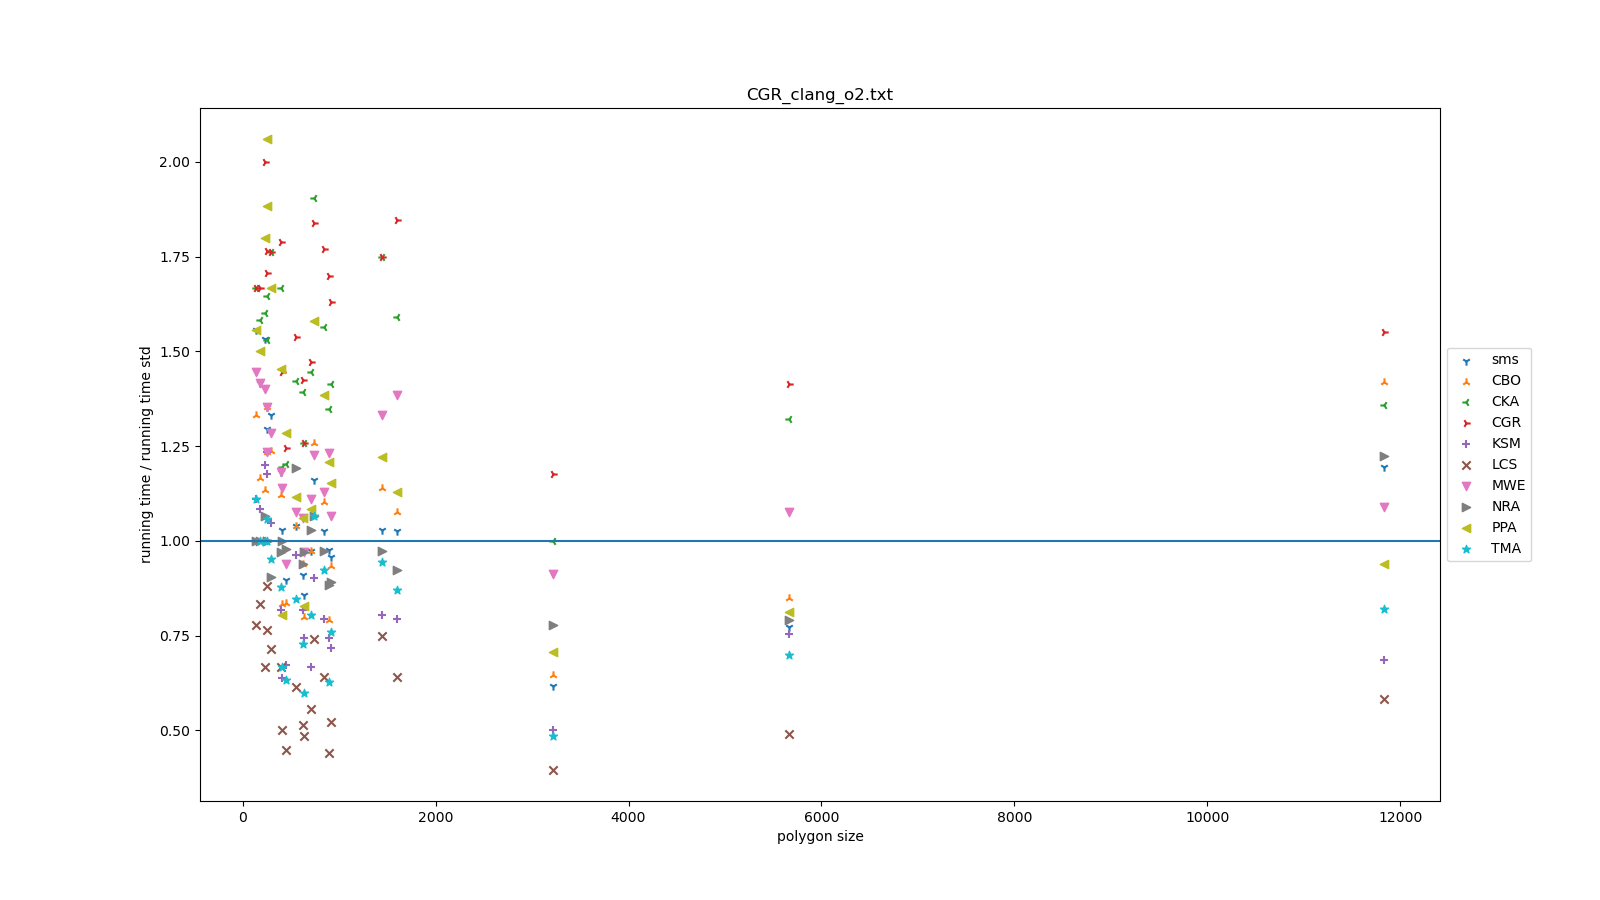 CGR_clang_o2.txt
running time / running time std
2.00
1.75
1.50
1.25
1.00
0.75
0.50
0
2000
4000
6000
8000
10000
12000
polygon size
sms
CBO
CKA
CGR
KSM
LCS
MWE
NRA
PPA
TMA